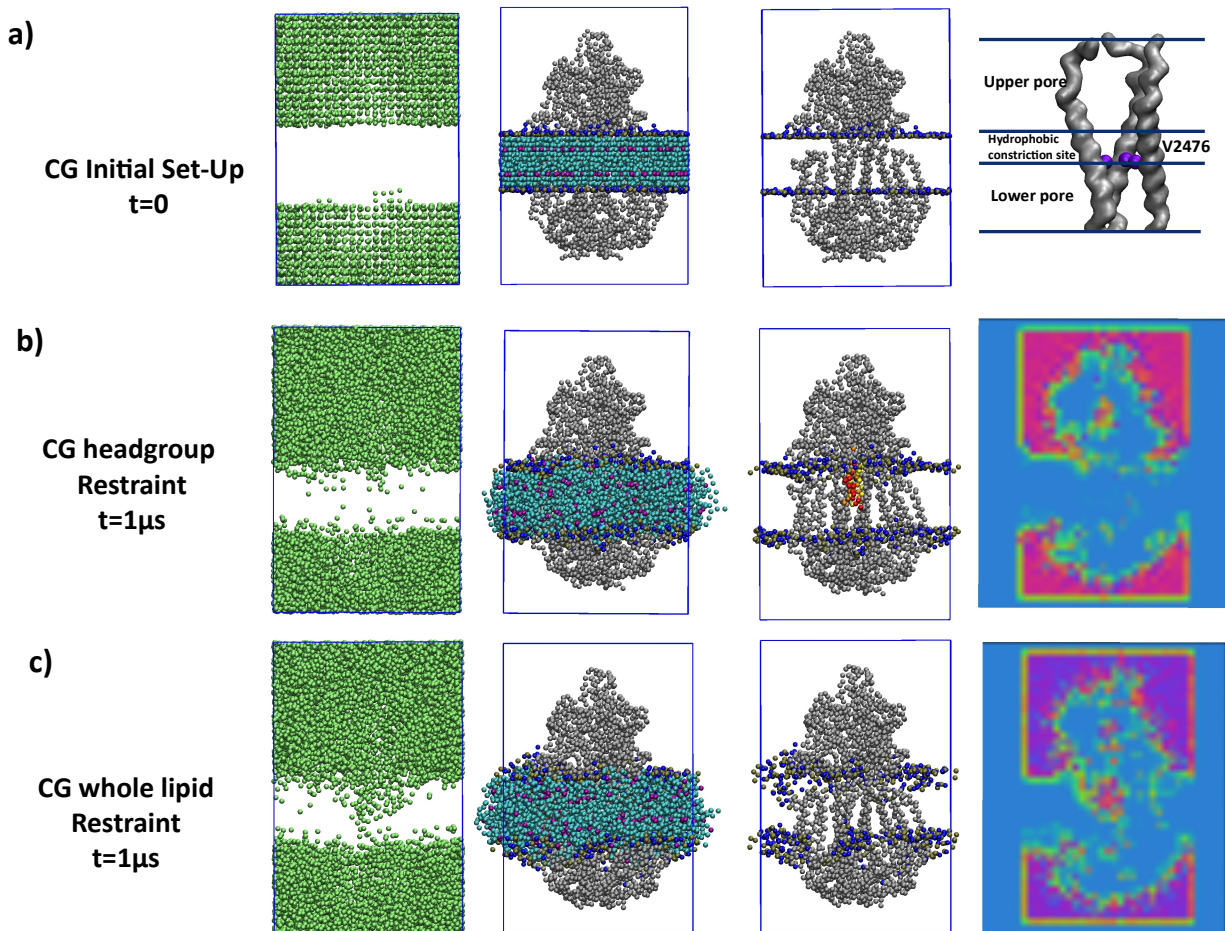 a)
CG Initial Set-Up
t=0
Upper pore
Hydrophobic
constriction site
V2476
Lower pore
b)
CG headgroup
Restraint
t=1μs
c)
CG whole lipid
Restraint
t=1μs